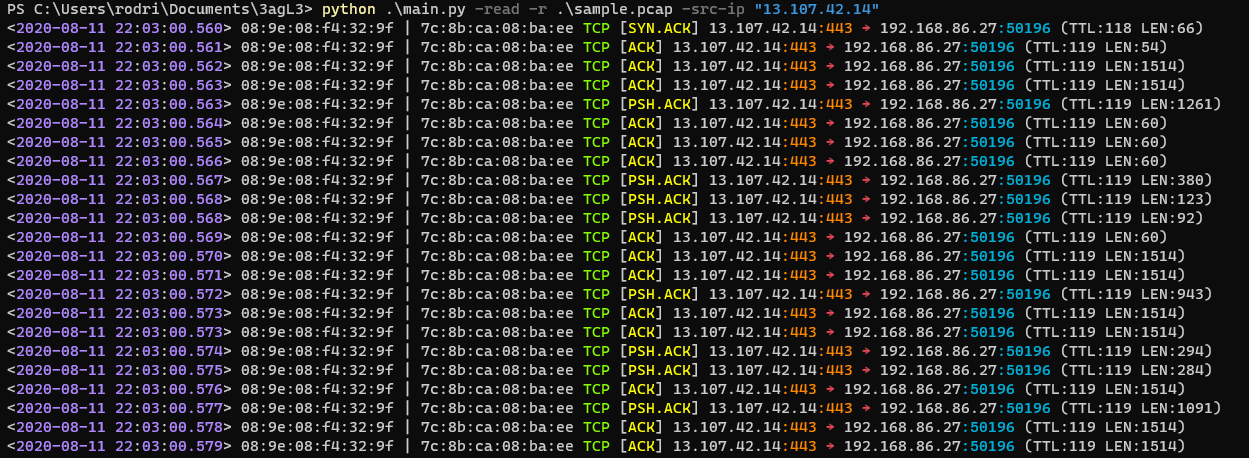 PS C:\Users\rodri\Documents\3agL3> python .\main.py -read -r .\sample.pcap -src-ip "13.107.42.14"
<2020-08-11 22:03:00.560> 08:9e:08:f4:32:9f | 7c:8b:ca:08:ba:ee TCP [SYN.ACK] 13.107.42.14:443 → 192.168.86.27:50196 (TTL:118 LEN:66)
<2020-08-11 22:03:00.561> 08:9e:08:f4:32:9f | 7c:8b:ca:08:ba:ee TCP [ACK] 13.107.42.14:443 → 192.168.86.27:50196 (TTL:119 LEN:54)
<2020-08-11 22:03:00.562> 08:9e:08:f4:32:9f | 7c:8b:ca:08:ba:ee TCP [ACK] 13.107.42.14:443 → 192.168.86.27:50196 (TTL:119 LEN:1514)
<2020-08-11 22:03:00.563> 08:9e:08:f4:32:9f | 7c:8b:ca:08:ba:ee TCP [ACK] 13.107.42.14:443 → 192.168.86.27:50196 (TTL:119 LEN:1514)
<2020-08-11 22:03:00.563> 08:9e:08:f4:32:9f | 7c:8b:ca:08:ba:ee TCP [PSH.ACK] 13.107.42.14:443 → 192.168.86.27:50196 (TTL:119 LEN:1261)
<2020-08-11 22:03:00.564> 08:9e:08:f4:32:9f | 7c:8b:ca:08:ba:ee TCP [ACK] 13.107.42.14:443 → 192.168.86.27:50196 (TTL:119 LEN:60)
<2020-08-11 22:03:00.565> 08:9e:08:f4:32:9f | 7c:8b:ca:08:ba:ee TCP [ACK] 13.107.42.14:443 → 192.168.86.27:50196 (TTL:119 LEN:60)
<2020-08-11 22:03:00.566> 08:9e:08:f4:32:9f | 7c:8b:ca:08:ba:ee TCP [ACK] 13.107.42.14:443 → 192.168.86.27:50196 (TTL:119 LEN:60)
<2020-08-11 22:03:00.567> 08:9e:08:f4:32:9f | 7c:8b:ca:08:ba:ee TCP [PSH.ACK] 13.107.42.14:443 → 192.168.86.27:50196 (TTL:119 LEN:380)
<2020-08-11 22:03:00.568> 08:9e:08:f4:32:9f | 7c:8b:ca:08:ba:ee TCP [PSH.ACK] 13.107.42.14:443 → 192.168.86.27:50196 (TTL:119 LEN:123)
<2020-08-11 22:03:00.568> 08:9e:08:f4:32:9f | 7c:8b:ca:08:ba:ee TCP [PSH.ACK] 13.107.42.14:443 → 192.168.86.27:50196 (TTL:119 LEN:92)
<2020-08-11 22:03:00.569> 08:9e:08:f4:32:9f | 7c:8b:ca:08:ba:ee TCP [ACK] 13.107.42.14:443 → 192.168.86.27:50196 (TTL:119 LEN:60)
<2020-08-11 22:03:00.570> 08:9e:08:f4:32:9f | 7c:8b:ca:08:ba:ee TCP [ACK] 13.107.42.14:443 → 192.168.86.27:50196 (TTL:119 LEN:1514)
<2020-08-11 22:03:00.571> 08:9e:08:f4:32:9f | 7c:8b:ca:08:ba:ee TCP [ACK] 13.107.42.14:443 → 192.168.86.27:50196 (TTL:119 LEN:1514)
<2020-08-11 22:03:00.572> 08:9e:08:f4:32:9f | 7c:8b:ca:08:ba:ee TCP [PSH.ACK] 13.107.42.14:443 → 192.168.86.27:50196 (TTL:119 LEN:943)
<2020-08-11 22:03:00.573> 08:9e:08:f4:32:9f | 7c:8b:ca:08:ba:ee TCP [ACK] 13.107.42.14:443 → 192.168.86.27:50196 (TTL:119 LEN:1514)
<2020-08-11 22:03:00.573> 08:9e:08:f4:32:9f | 7c:8b:ca:08:ba:ee TCP [ACK] 13.107.42.14:443 → 192.168.86.27:50196 (TTL:119 LEN:1514)
<2020-08-11 22:03:00.574> 08:9e:08:f4:32:9f | 7c:8b:ca:08:ba:ee TCP [PSH.ACK] 13.107.42.14:443 → 192.168.86.27:50196 (TTL:119 LEN:294)
<2020-08-11 22:03:00.575> 08:9e:08:f4:32:9f | 7c:8b:ca:08:ba:ee TCP [PSH.ACK] 13.107.42.14:443 → 192.168.86.27:50196 (TTL:119 LEN:284)
<2020-08-11 22:03:00.576> 08:9e:08:f4:32:9f | 7c:8b:ca:08:ba:ee TCP [ACK] 13.107.42.14:443 → 192.168.86.27:50196 (TTL:119 LEN:1514)
<2020-08-11 22:03:00.577> 08:9e:08:f4:32:9f | 7c:8b:ca:08:ba:ee TCP [PSH.ACK] 13.107.42.14:443 → 192.168.86.27:50196 (TTL:119 LEN:1091)
<2020-08-11 22:03:00.578> 08:9e:08:f4:32:9f | 7c:8b:ca:08:ba:ee TCP [ACK] 13.107.42.14:443 → 192.168.86.27:50196 (TTL:119 LEN:1514)
<2020-08-11 22:03:00.579> 08:9e:08:f4:32:9f | 7c:8b:ca:08:ba:ee TCP [ACK] 13.107.42.14:443 → 192.168.86.27:50196 (TTL:119 LEN:1514)